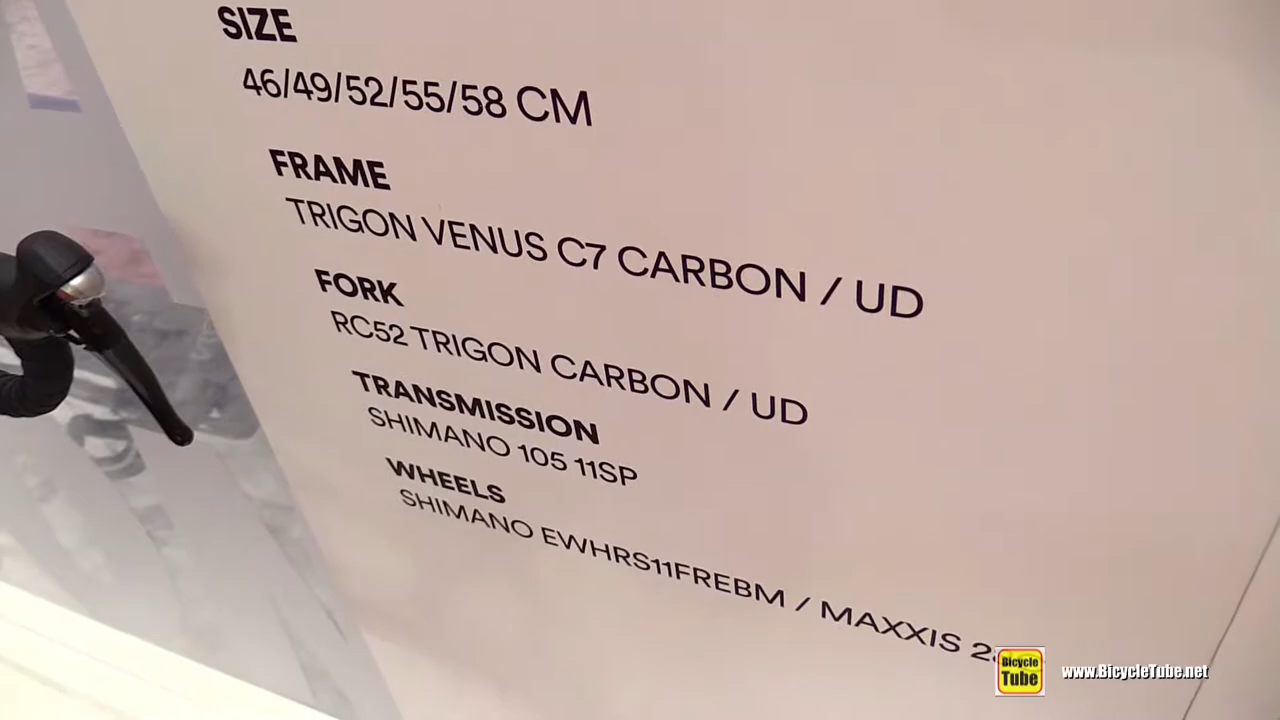 SIZE
46/49/52/55/58 CM
FRAME
TRIGON VENUS C7 CARBON / UD
FORK
RC52 TRIGON CARBON / UD
TRANSMISSION
SHIMANO 105 11SP
WHEELS
SHIMANO EWHRS11FREBM / MAXXIS
Bicycle
Tube
www.BicycleTube.net